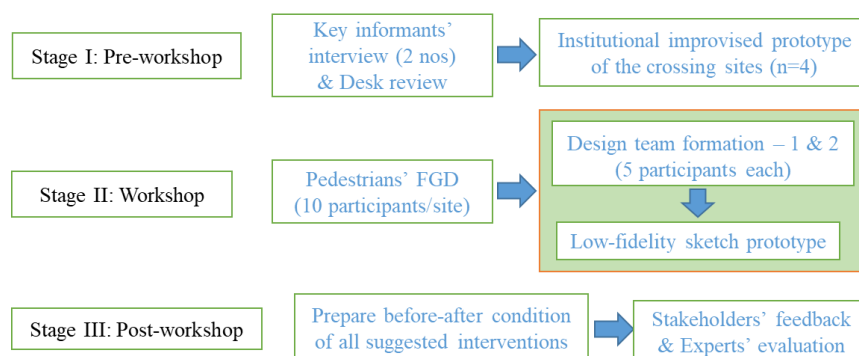 Stage I: Pre-workshop
Key informants’
interview (2 nos)
& Desk review
Institutional improvised prototype
of the crossing sites (n=4)
Stage II: Workshop
Pedestrians’ FGD
(10 participants/site)
Design team formation – 1 & 2
(5 participants each)
Low-fidelity sketch prototype
Stage III: Post-workshop
Prepare before-after condition
of all suggested interventions
Stakeholders’ feedback
& Experts’ evaluation